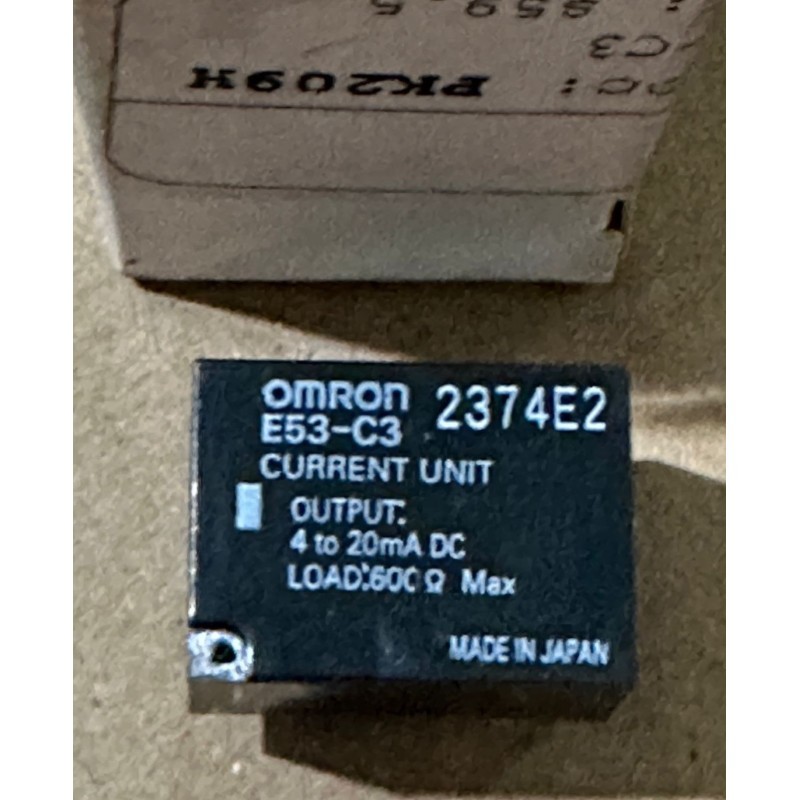 PK209H
OMRON 2374E2
E53-C3
CURRENT UNIT
OUTPUT:
4 to 20mA DC
LOAD:600Ω Max
MADE IN JAPAN